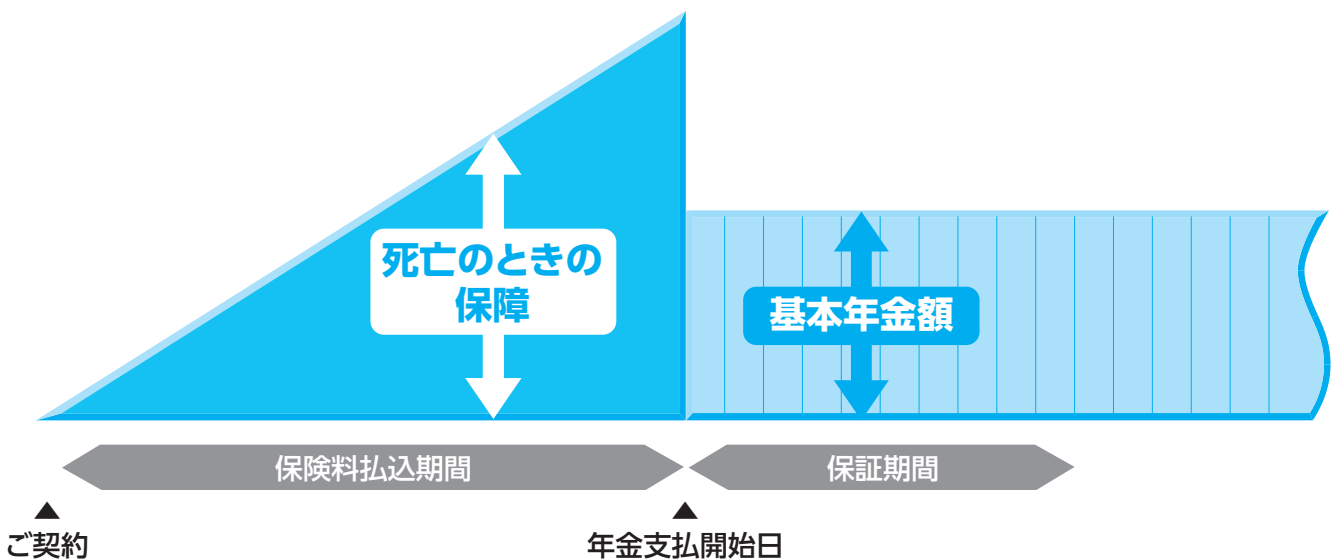 死亡のときの
保障
基本年金額
保険料払込期間
保証期間
ご契約
年金支払開始日